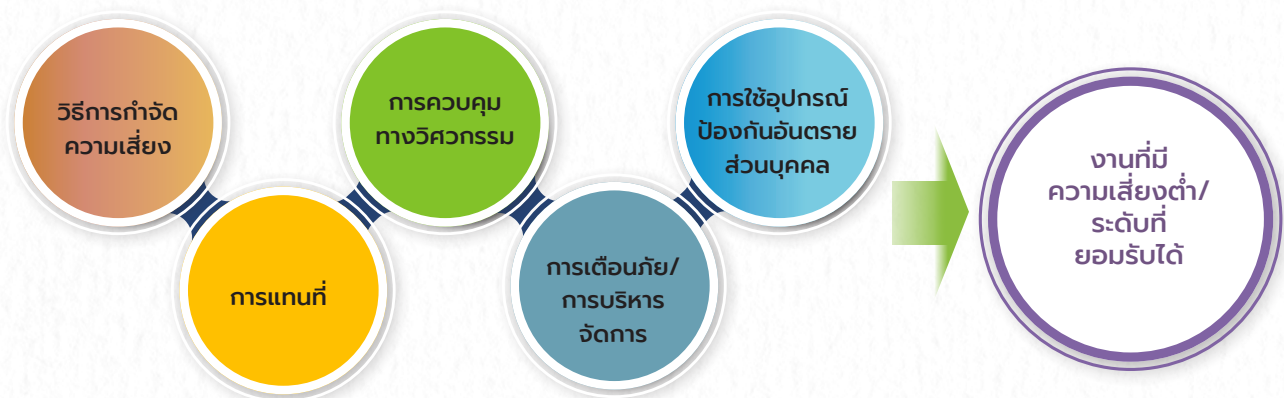 วิธีการกำจัด
ความเสี่ยง
การแทนที่
การควบคุม
ทางวิศวกรรม
การเตือนภัย/
การบริหาร
จัดการ
การใช้อุปกรณ์
ป้องกันอันตราย
ส่วนบุคคล
งานที่มี
ความเสี่ยงต่ำ/
ระดับที่
ยอมรับได้